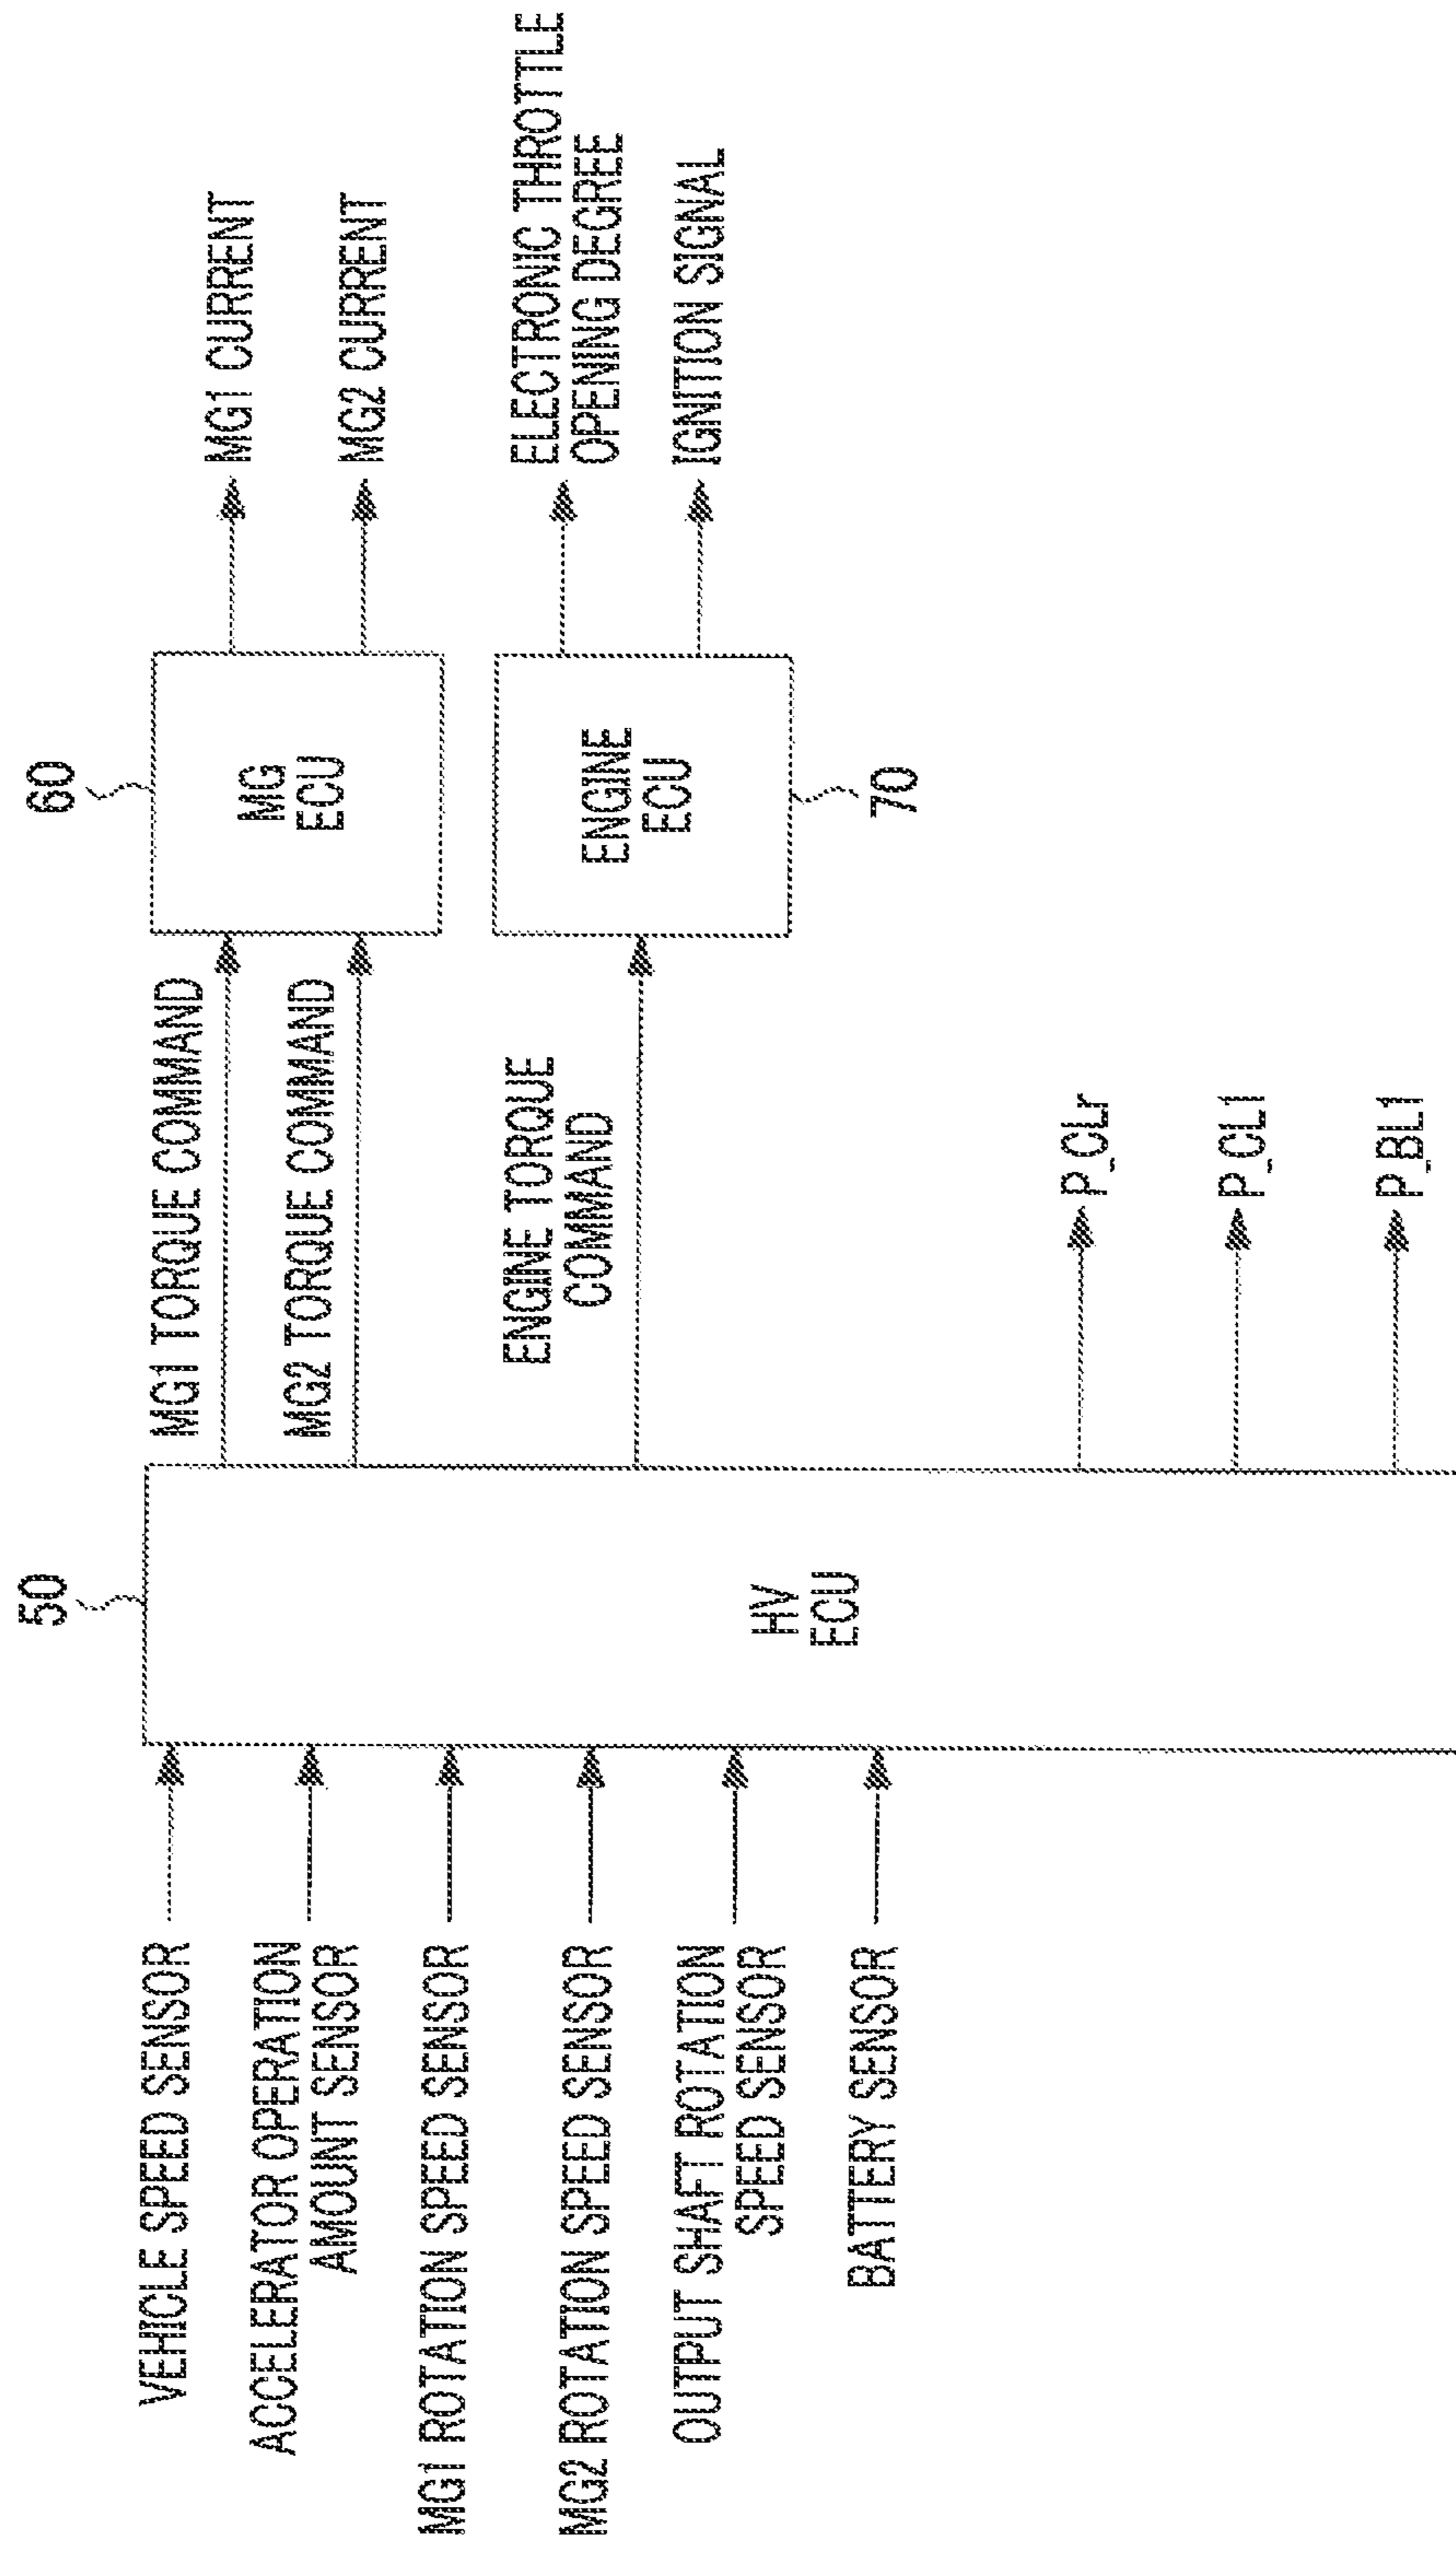 VEHICLE SPEED SENSOR
ACCELERATOR OPERATION
AMOUNT SENSOR
MG1 ROTATION SPEED SENSOR
MG2 ROTATION SPEED SENSOR
OUTPUT SHAFT ROTATION
SPEED SENSOR
BATTERY SENSOR
50
HV
ECU
MG1 TORQUE COMMAND
MG2 TORQUE COMMAND
ENGINE TORQUE
COMMAND
P_CLr
P_CL1
P_BL1
60
MG
ECU
ENGINE
ECU
70
MG1 CURRENT
MG2 CURRENT
ELECTRONIC THROTTLE
OPENING DEGREE
IGNITION SIGNAL